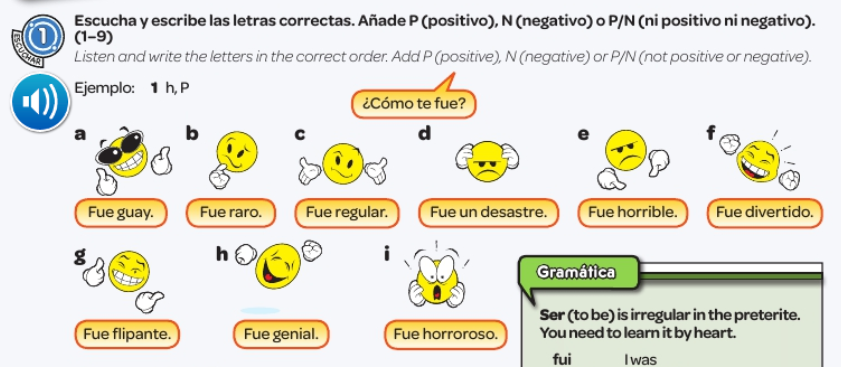 1
ESCUCHAR
Escucha y escribe las letras correctas. Añade P (positivo), N (negativo) o P/N (ni positivo ni negativo).
(1–9)
Listen and write the letters in the correct order. Add P (positive), N (negative) or P/N (not positive or negative).
Ejemplo: 1 h, P
¿Cómo te fue?
a b c d e f
Fue guay. Fue raro. Fue regular. Fue un desastre. Fue horrible. Fue divertido.
g h i
Fue flipante. Fue genial. Fue horroroso.
Gramática
Ser (to be) is irregular in the preterite.
You need to learn it by heart.
fui I was